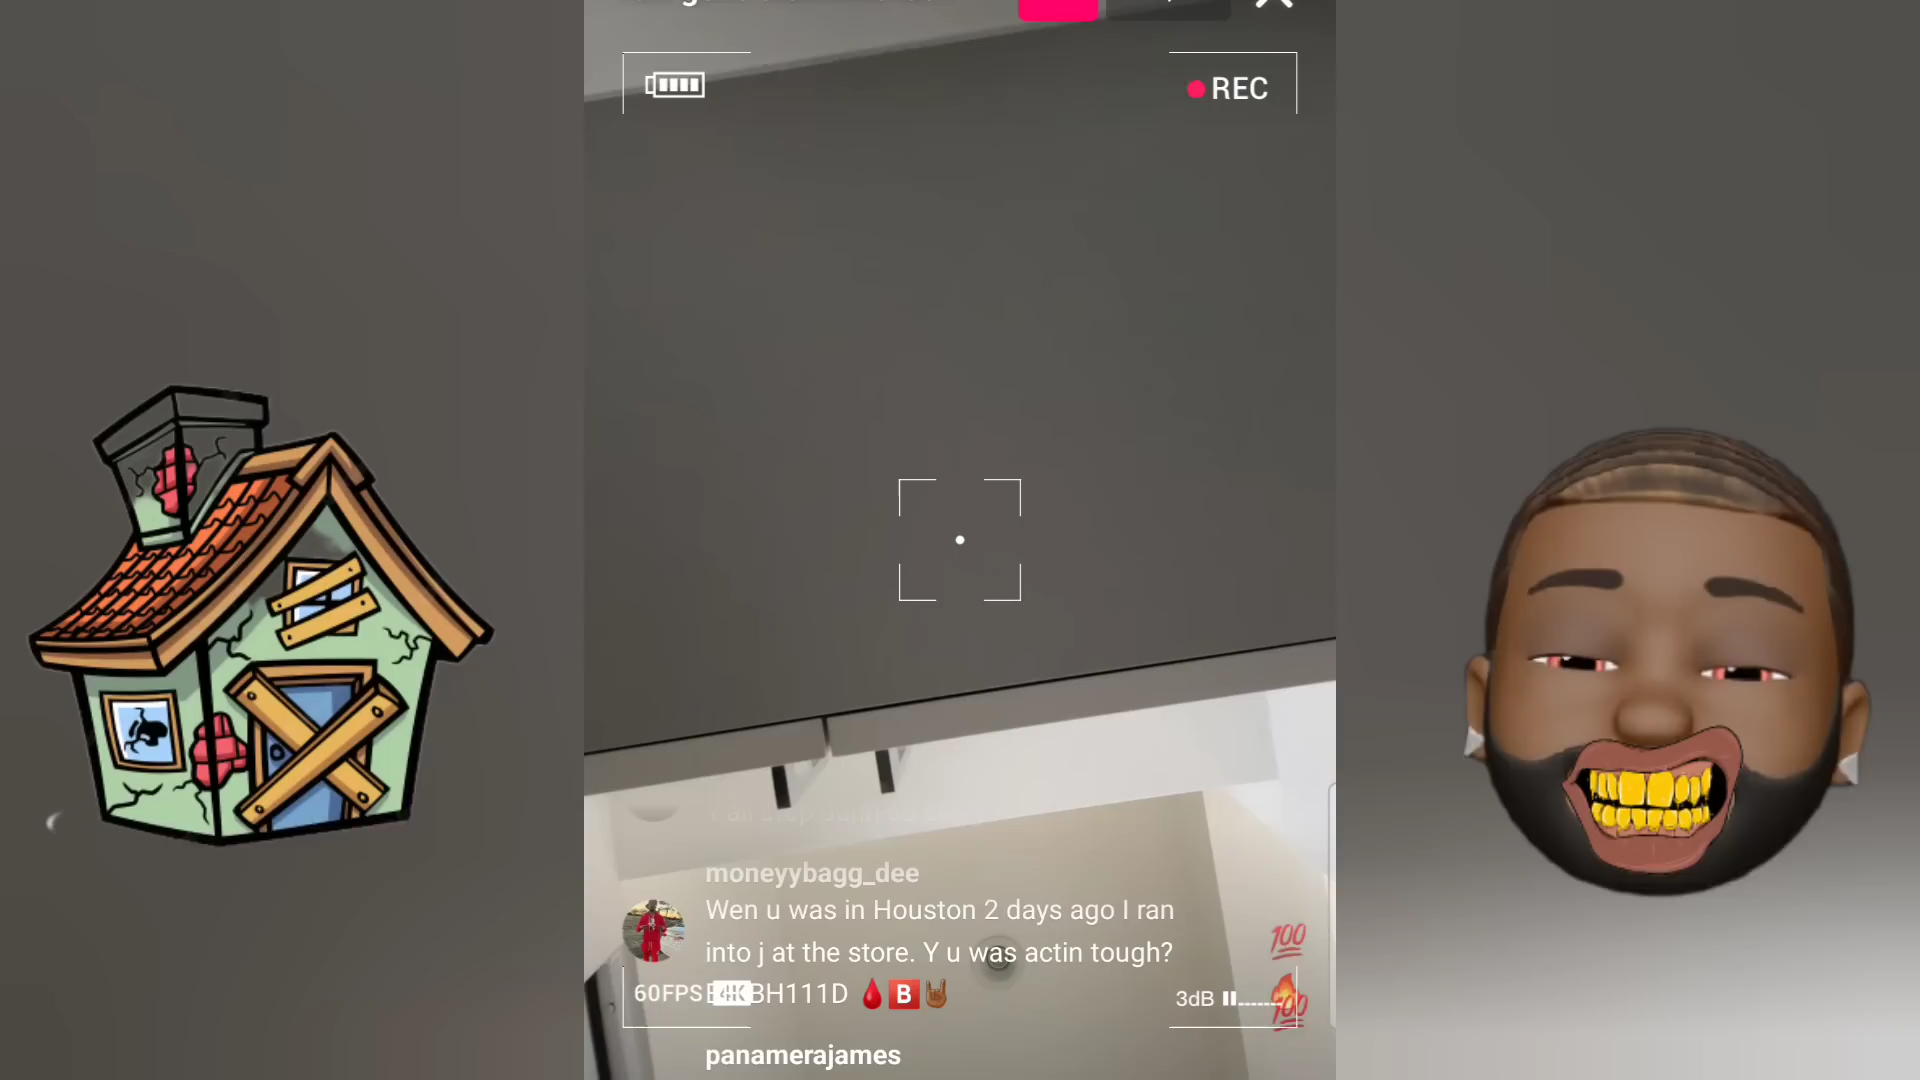 REC
moneyybagg_dee
Wen u was in Houston 2 days ago I ran
into j at the store. Y u was actin tough?
60FPS 4K BH111D 🩸🅱️🤘🏾
3dB
💯
💯
panamerajames